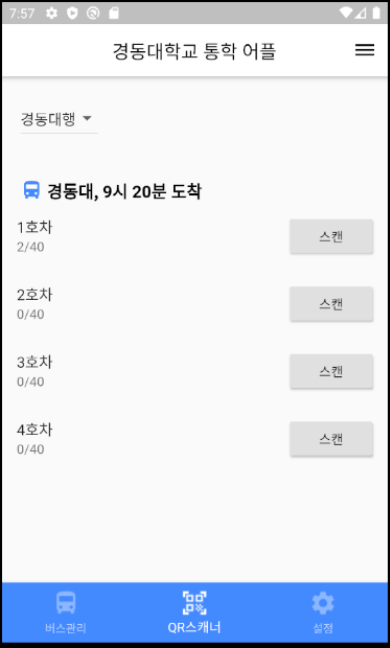 7:57
경동대학교 통학 어플
경동대행
경동대, 9시 20분 도착
1호차
2/40
스캔
2호차
0/40
스캔
3호차
0/40
스캔
4호차
0/40
스캔
버스관리
QR스캐너
설정